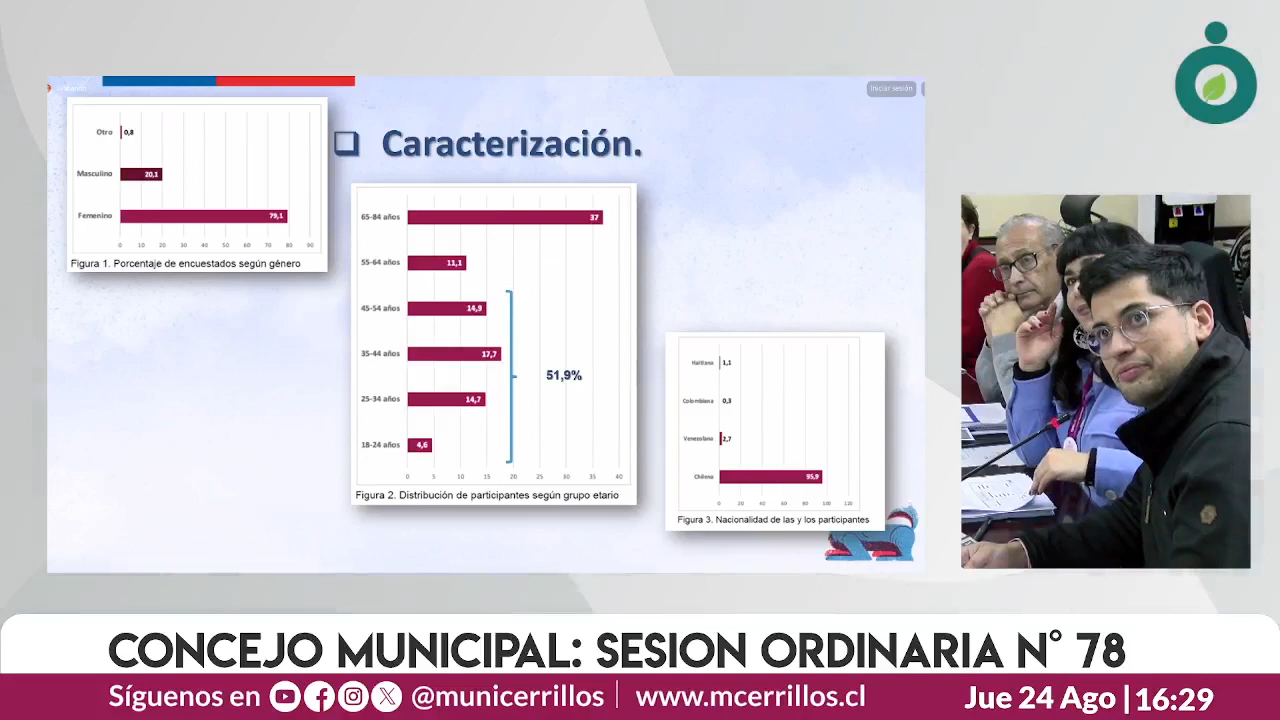 Iniciar sesión
Caracterización.
Otro 0,8
Masculino 20,1
Femenino 79,1
0 10 20 30 40 50 60 70 80 90
Figura 1. Porcentaje de encuestados según género
65-84 años 37
55-64 años 11,1
45-54 años 14,9
35-44 años 17,7
25-34 años 14,7
18-24 años 4,6
51,9%
0 5 10 15 20 25 30 35 40
Figura 2. Distribución de participantes según grupo etario
Haitiana 1,1
Colombiana 0,3
Venezolana 2,7
Chilena 95,9
0 20 40 60 80 100 120
Figura 3. Nacionalidad de las y los participantes
CONCEJO MUNICIPAL: SESION ORDINARIA N° 78
Síguenos en @municerrillos | www.mcerrillos.cl
Jue 24 Ago | 16:29